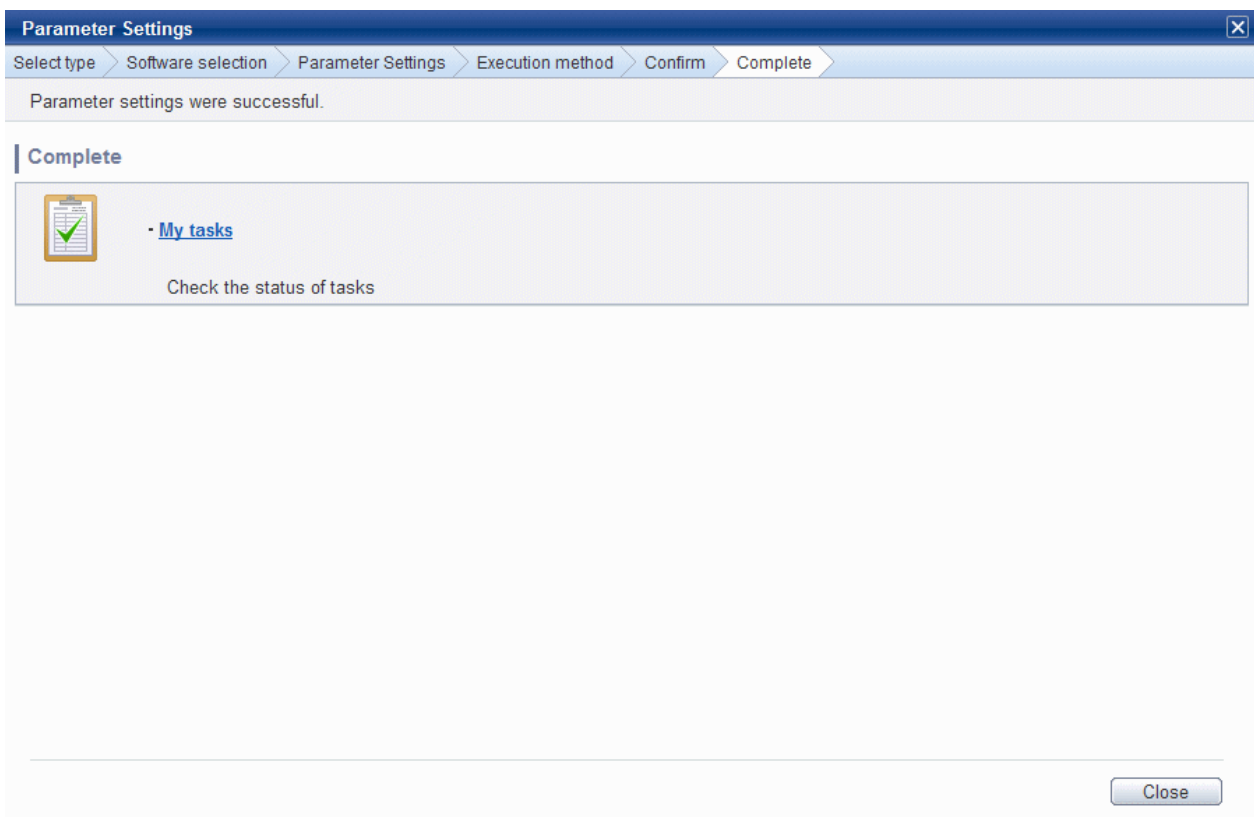 Parameter Settings
Select type Software selection Parameter Settings Execution method Confirm Complete
Parameter settings were successful.
Complete
- My tasks
Check the status of tasks
Close